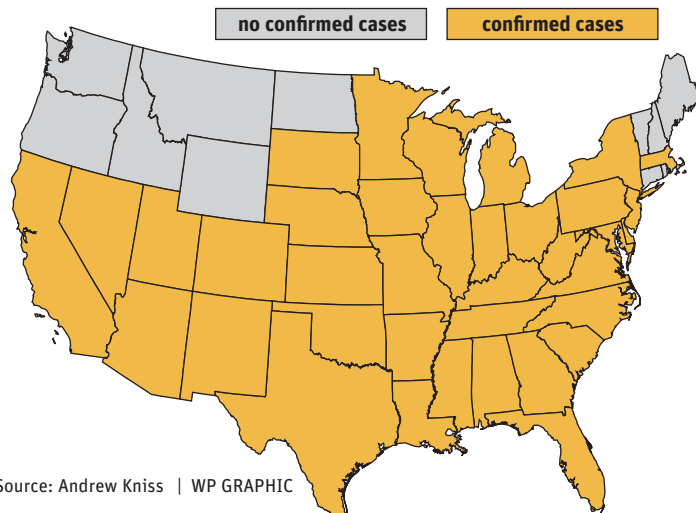 no confirmed cases
confirmed cases
Source: Andrew Kniss | WP GRAPHIC